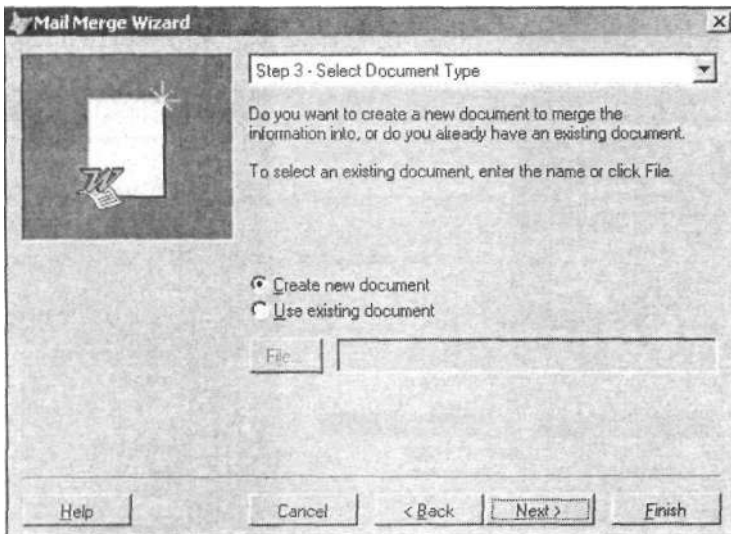 Mail Merge Wizard
Step 3 - Select Document Type
Do you want to create a new document to merge the
information into, or do you already have an existing document.
To select an existing document, enter the name or click File.
Create new document
Use existing document
File...
Help
Cancel
< Back
Next >
Finish